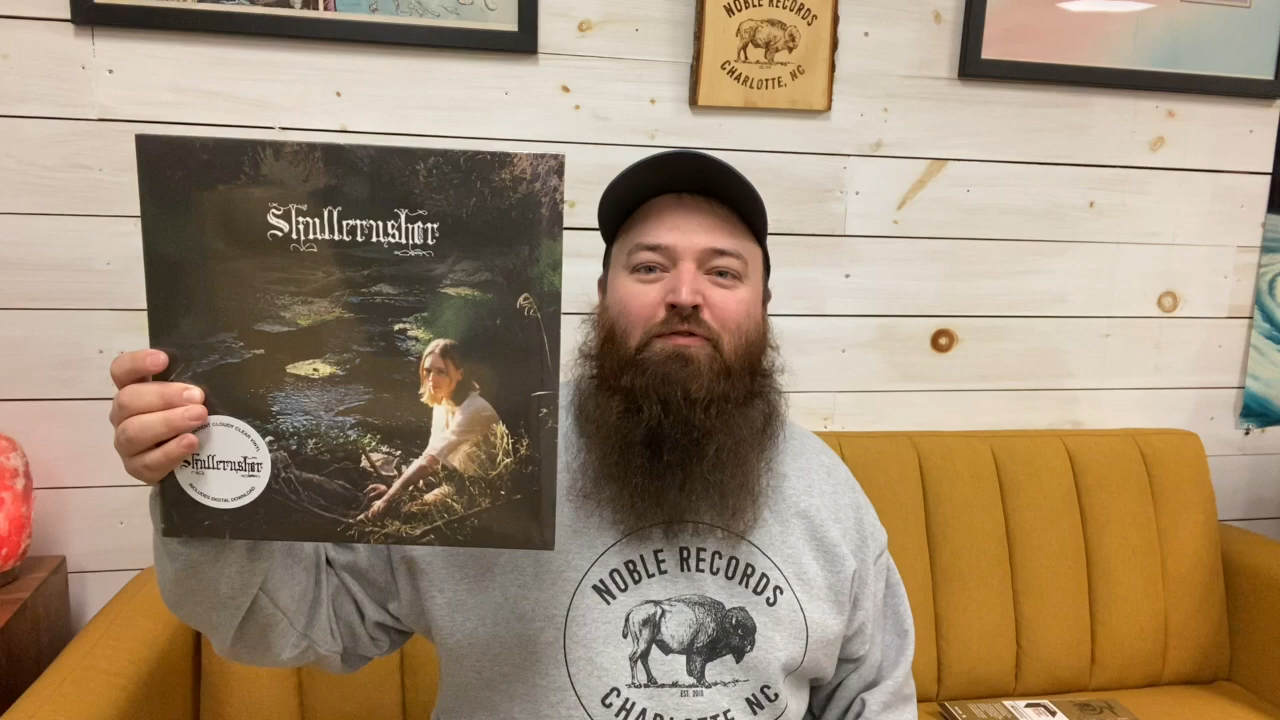 NOBLE RECORDS
CHARLOTTE, NC
Skullcrusher
CLOUDY CLEAR VINYL
Skullcrusher
INCLUDES DIGITAL DOWNLOAD
NOBLE RECORDS
EST. 2018
CHARLOTTE, NC